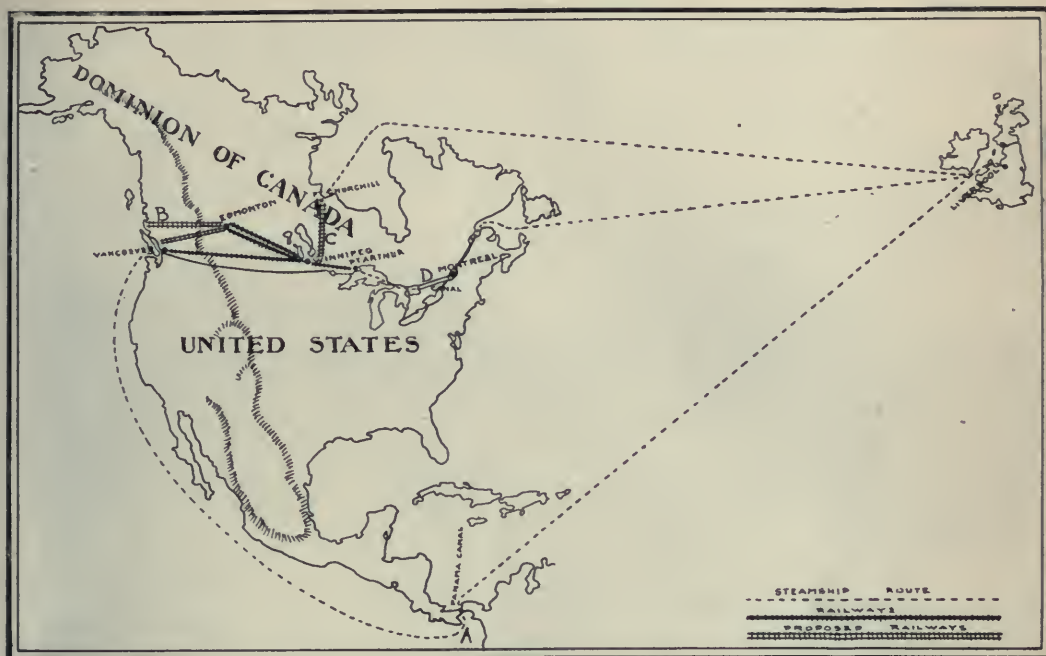 DOMINION OF CANADA
CHURCHILL
B
EDMONTON
C
VANCOUVER
WINNIPEG
PT ARTHUR
D
MONTREAL
CANAL
LIVERPOOL
UNITED STATES
PANAMA CANAL
A
STEAMSHIP ROUTE
RAILWAYS
PROPOSED RAILWAYS